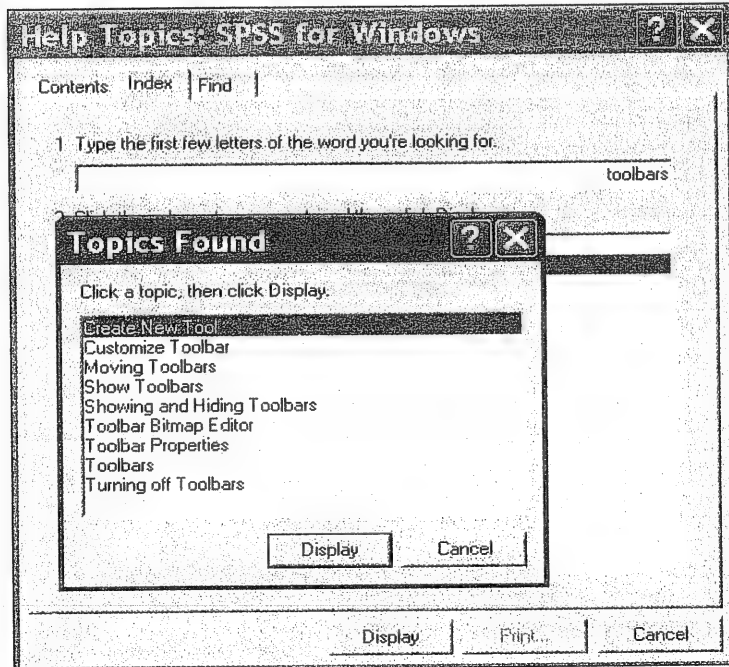 Help Topics: SPSS for Windows
Contents Index Find
1 Type the first few letters of the word you're looking for.
toolbars
Topics Found
Click a topic, then click Display.
Create New Tool
Customize Toolbar
Moving Toolbars
Show Toolbars
Showing and Hiding Toolbars
Toolbar Bitmap Editor
Toolbar Properties
Toolbars
Turning off Toolbars
Display Cancel
Display Print... Cancel